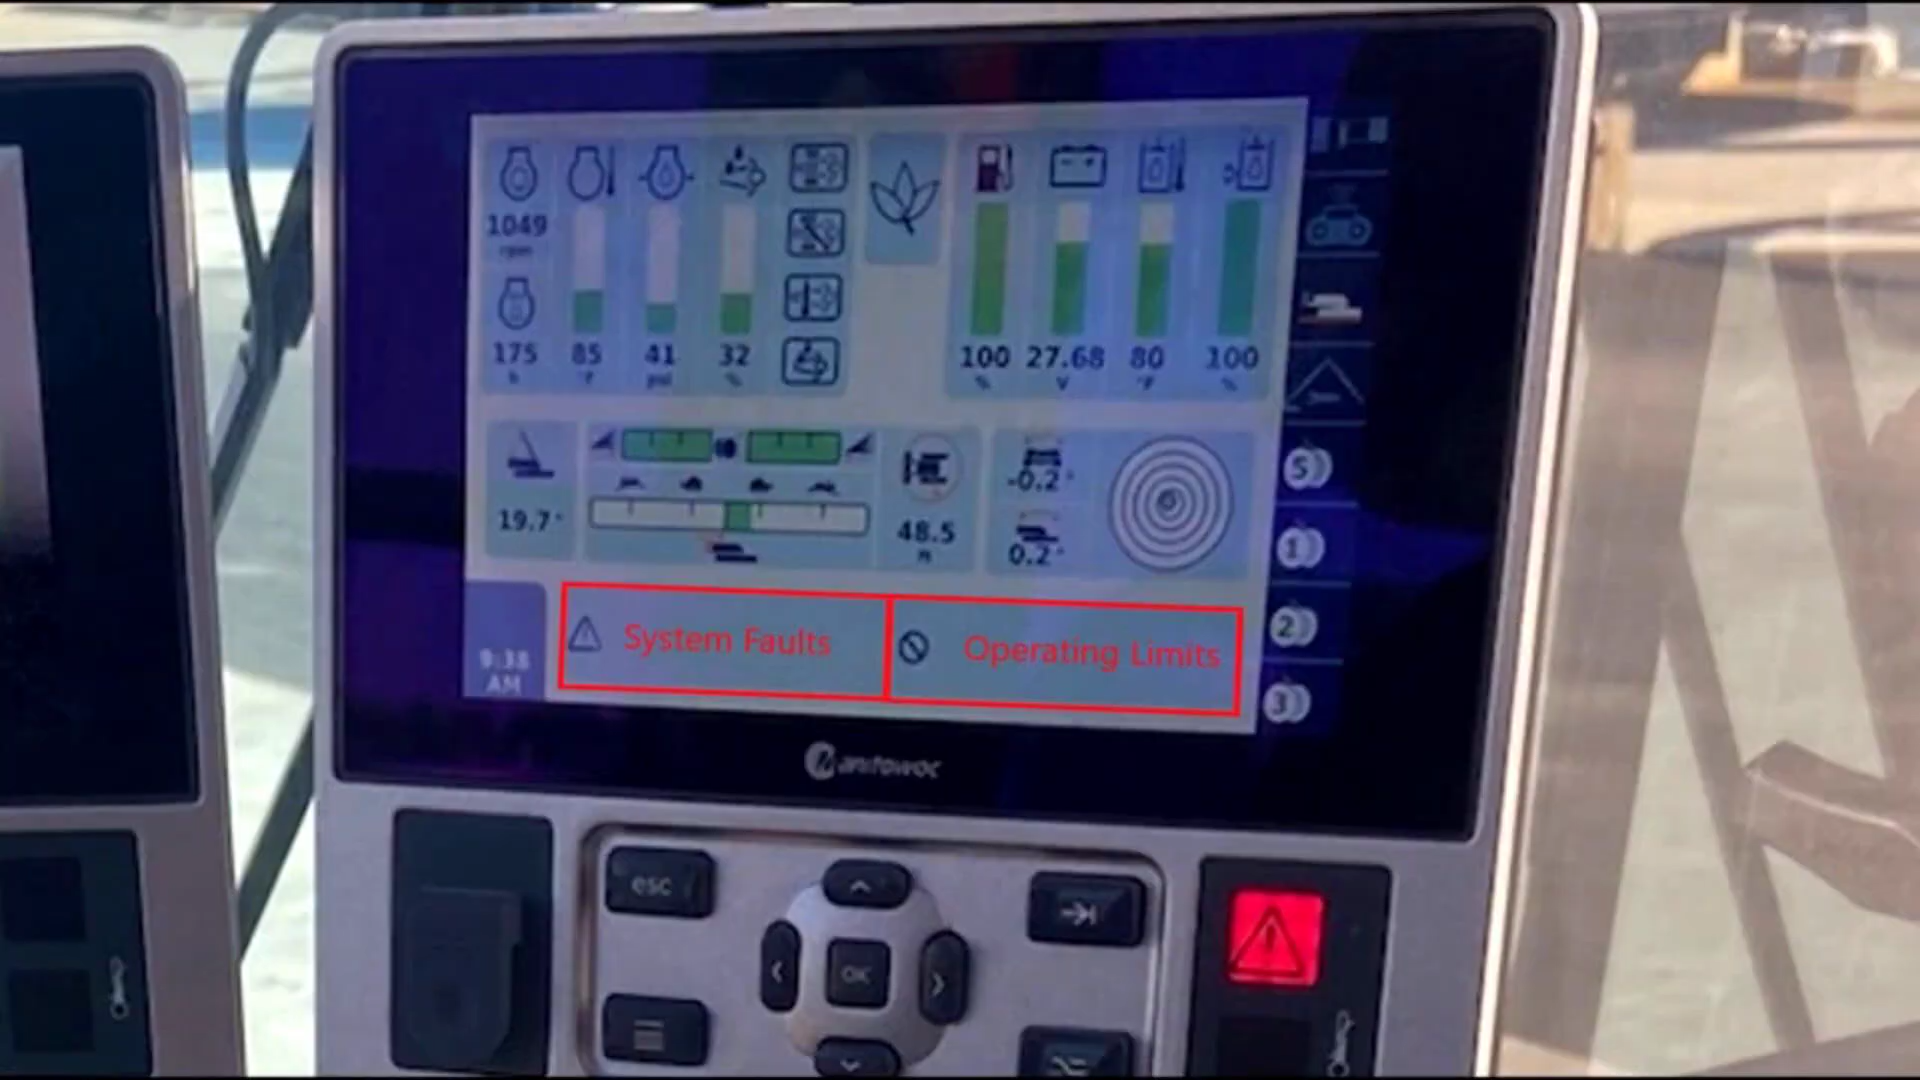 1049
rpm
175
h
85
°F
41
psi
32
%
100
%
27.68
V
80
°F
100
%
19.7°
48.5
-0.2°
0.2°
5
1
2
3
9:38
AM
System Faults
Operating Limits
Manitowoc
esc
OK